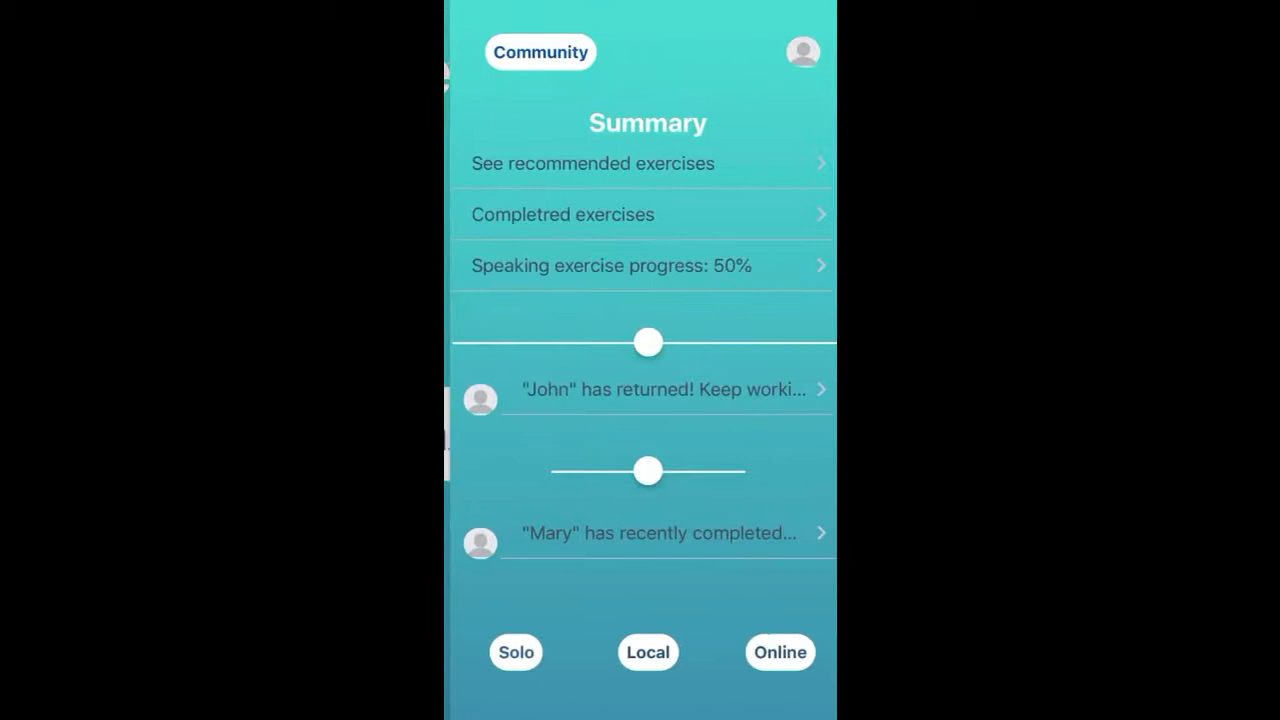 Community
Summary
See recommended exercises
Completred exercises
Speaking exercise progress: 50%
"John" has returned! Keep worki...
"Mary" has recently completed...
Solo
Local
Online